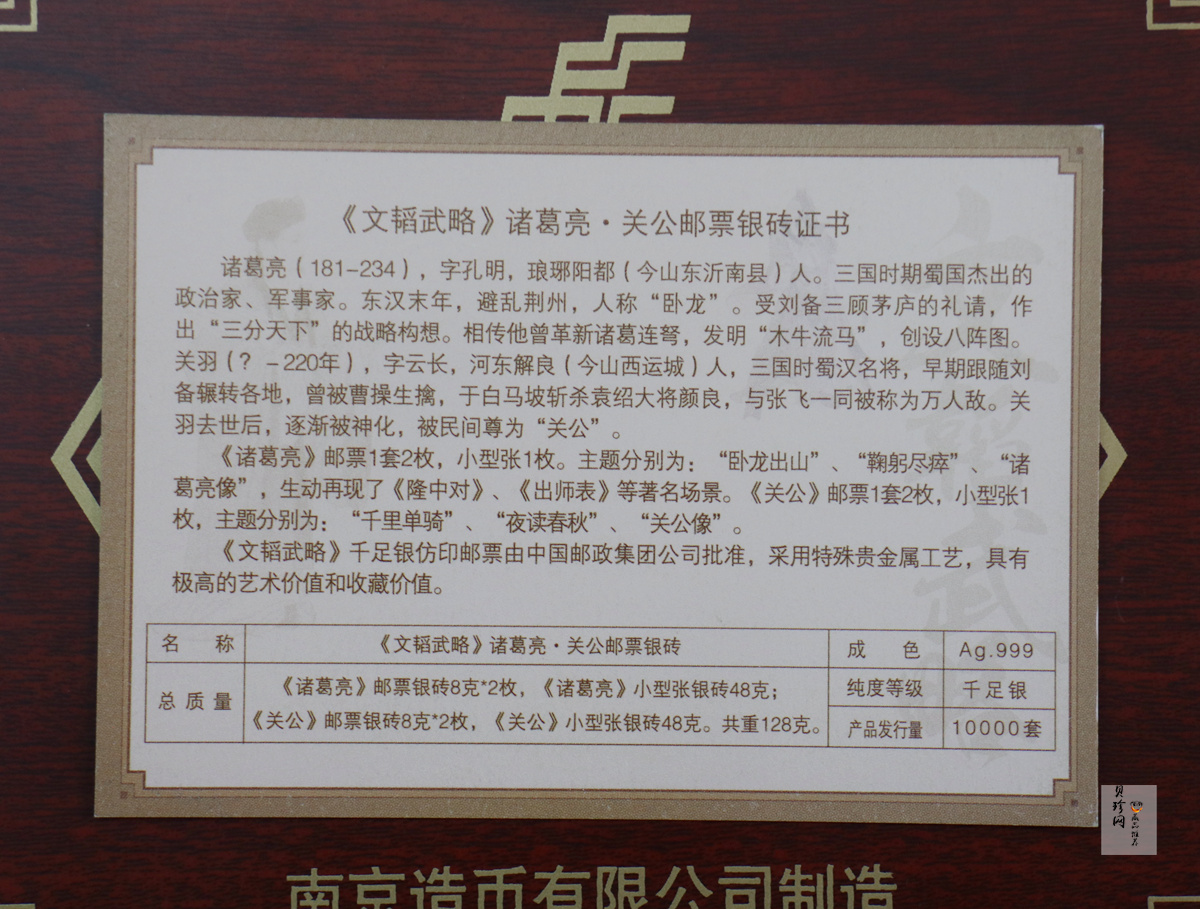 《文韬武略》诸葛亮·关公邮票银砖证书
诸葛亮（181-234），字孔明，琅琊阳都（今山东沂南县）人。三国时期蜀国杰出的
政治家、军事家。东汉末年，避乱荆州，人称“卧龙”。受刘备三顾茅庐的礼请，作
出“三分天下”的战略构想。相传他曾革新诸葛连弩，发明“木牛流马”，创设八阵图。
关羽（？-220年），字云长，河东解良（今山西运城）人，三国时蜀汉名将，早期跟随刘
备辗转各地，曾被曹操生擒，于白马坡斩杀袁绍大将颜良，与张飞一同被称为万人敌。关
羽去世后，逐渐被神化，被民间尊为“关公”。
《诸葛亮》邮票1套2枚，小型张1枚。主题分别为：“卧龙出山”、“鞠躬尽瘁”、“诸
葛亮像”，生动再现了《隆中对》、《出师表》等著名场景。《关公》邮票1套2枚，小型张1
枚，主题分别为：“千里单骑”、“夜读春秋”、“关公像”。
《文韬武略》千足银仿印邮票由中国邮政集团公司批准，采用特殊贵金属工艺，具有
极高的艺术价值和收藏价值。
名 称 《文韬武略》诸葛亮·关公邮票银砖 成 色 Ag.999
总质量 《诸葛亮》邮票银砖8克*2枚，《诸葛亮》小型张银砖48克； 纯度等级 千足银
《关公》邮票银砖8克*2枚，《关公》小型张银砖48克。共重128克。 产品发行量 10000套
南京造币有限公司制造
贝珍网
藏品推荐